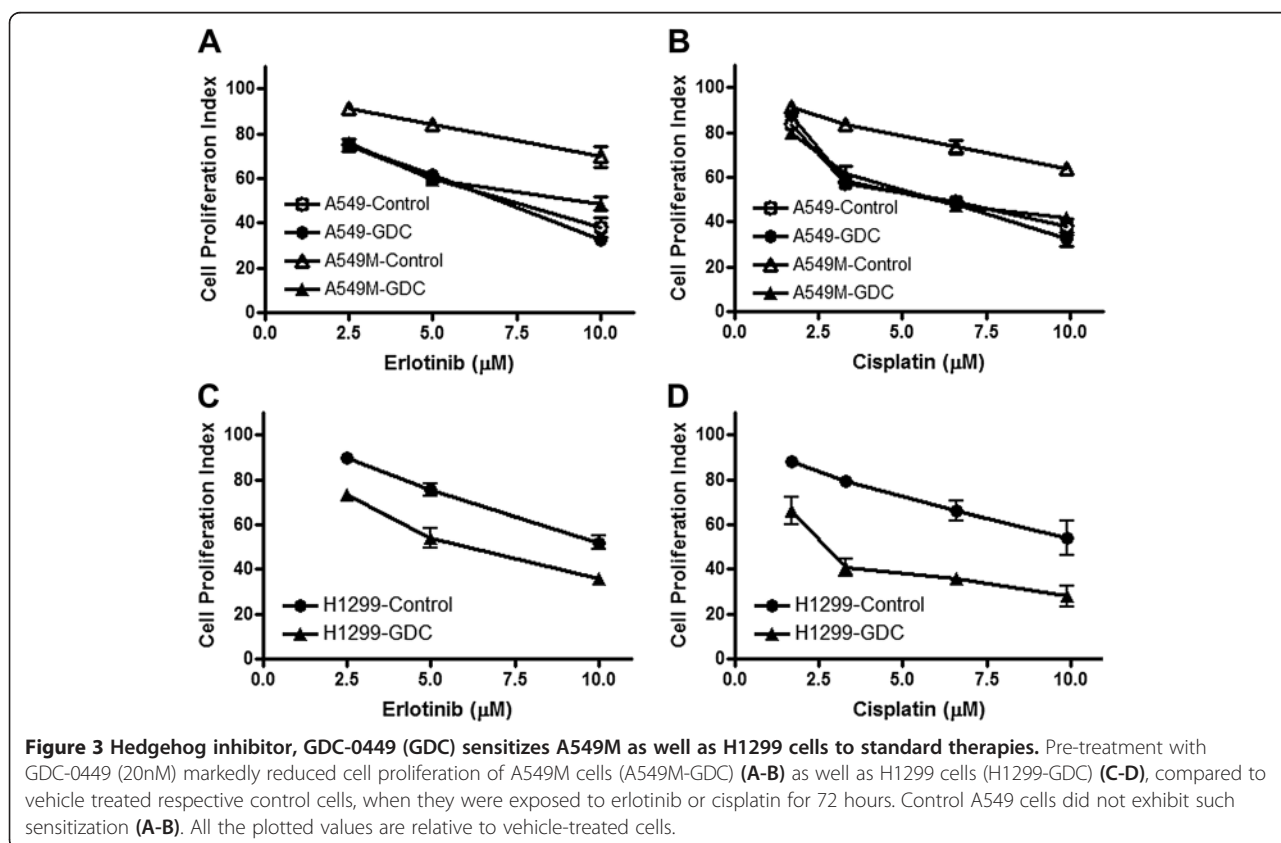 A
Cell Proliferation Index
100
80
60
40
20
0
A549-Control
A549-GDC
A549M-Control
A549M-GDC
0.0 2.5 5.0 7.5 10.0
Erlotinib (µM)
B
Cell Proliferation Index
100
80
60
40
20
0
A549-Control
A549-GDC
A549M-Control
A549M-GDC
0.0 2.5 5.0 7.5 10.0
Cisplatin (µM)
C
Cell Proliferation Index
100
80
60
40
20
0
H1299-Control
H1299-GDC
0.0 2.5 5.0 7.5 10.0
Erlotinib (µM)
D
Cell Proliferation Index
100
80
60
40
20
0
H1299-Control
H1299-GDC
0.0 2.5 5.0 7.5 10.0
Cisplatin (µM)
Figure 3 Hedgehog inhibitor, GDC-0449 (GDC) sensitizes A549M as well as H1299 cells to standard therapies. Pre-treatment with
GDC-0449 (20nM) markedly reduced cell proliferation of A549M cells (A549M-GDC) (A-B) as well as H1299 cells (H1299-GDC) (C-D), compared to
vehicle treated respective control cells, when they were exposed to erlotinib or cisplatin for 72 hours. Control A549 cells did not exhibit such
sensitization (A-B). All the plotted values are relative to vehicle-treated cells.